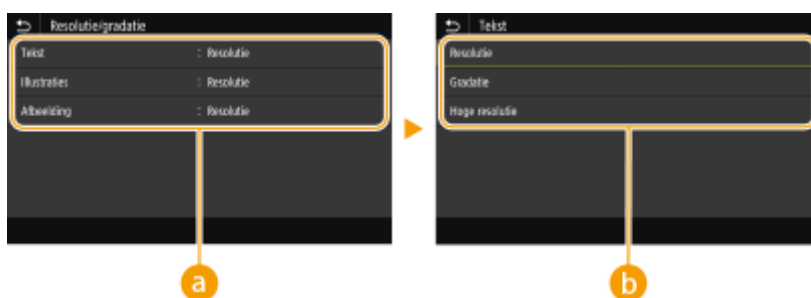 Resolutie/gradatie
Tekst : Resolutie
Illustraties : Resolutie
Afbeelding : Resolutie
a
Tekst
Resolutie
Gradatie
Hoge resolutie
b